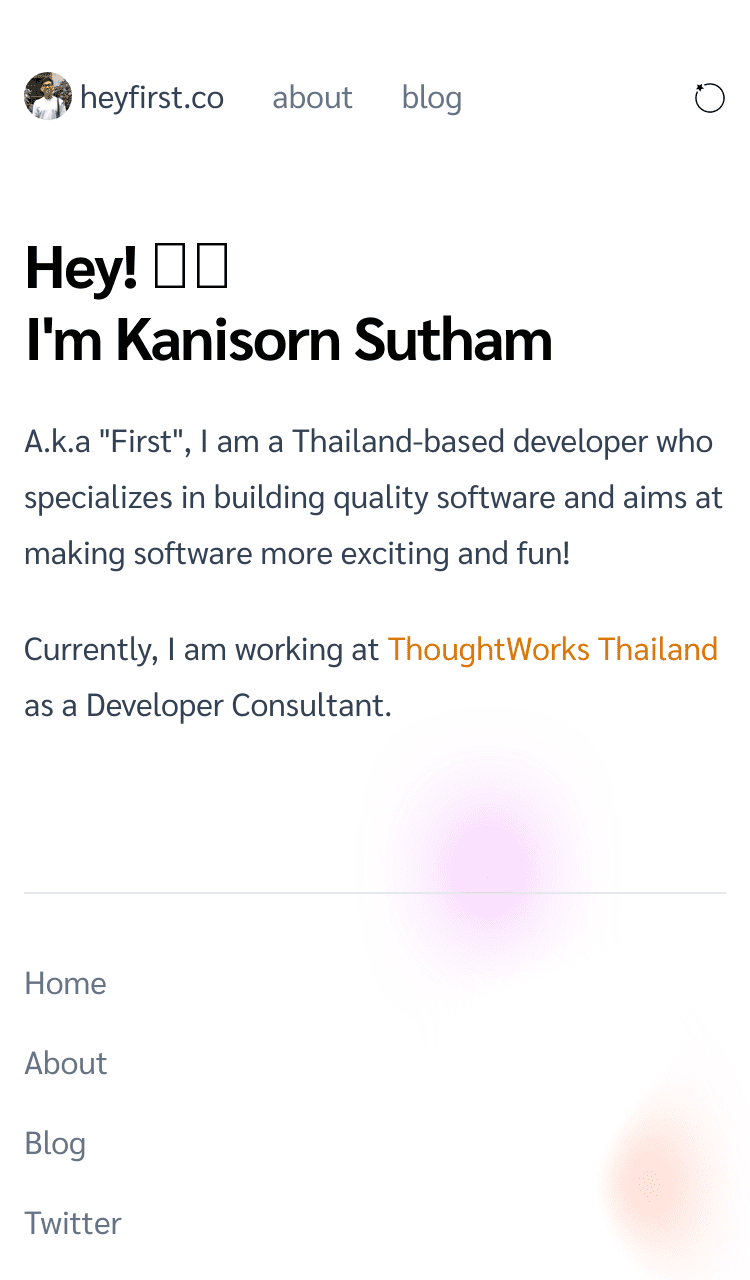 heyfirst.co about blog
Hey!
I'm Kanisorn Sutham
A.k.a "First", I am a Thailand-based developer who
specializes in building quality software and aims at
making software more exciting and fun!
Currently, I am working at ThoughtWorks Thailand
as a Developer Consultant.
Home
About
Blog
Twitter